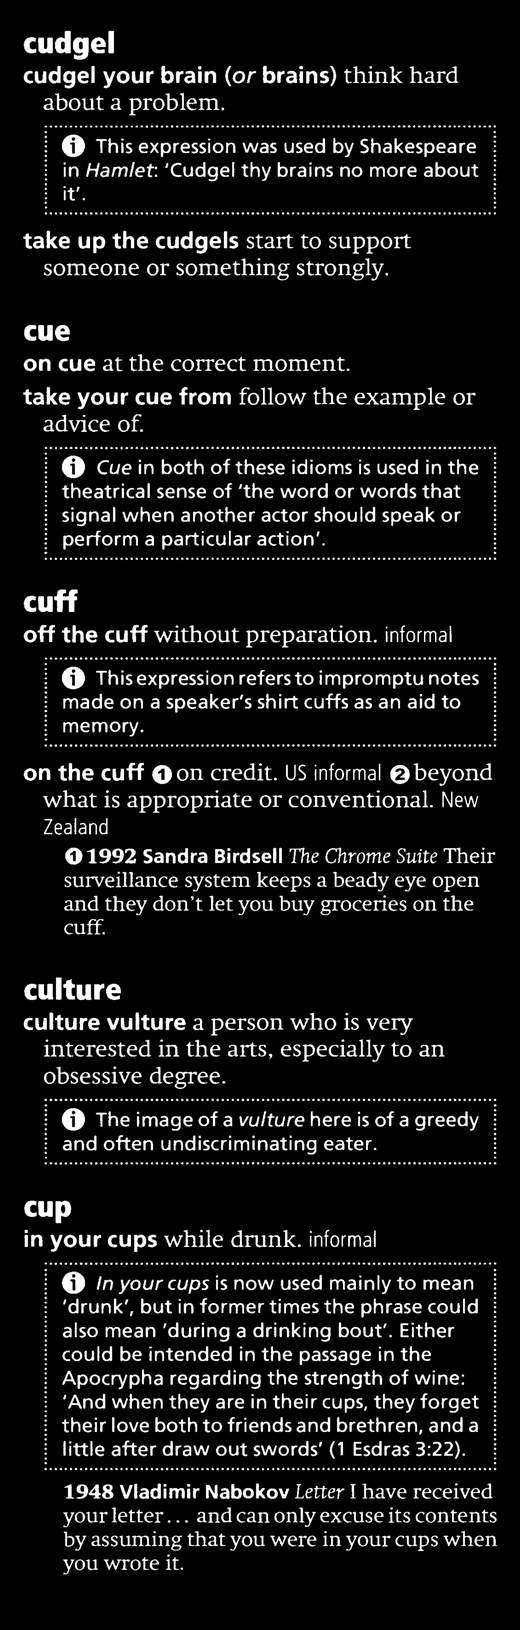 cudgel
cudgel your brain (or brains) think hard
about a problem.
This expression was used by Shakespeare
in Hamlet: ‘Cudgel thy brains no more about
it’.
take up the cudgels start to support
someone or something strongly.
cue
on cue at the correct moment.
take your cue from follow the example or
advice of.
Cue in both of these idioms is used in the
theatrical sense of ‘the word or words that
signal when another actor should speak or
perform a particular action’.
cuff
off the cuff without preparation. informal
This expression refers to impromptu notes
made on a speaker’s shirt cuffs as an aid to
memory.
on the cuff ❶ on credit. US informal ❷ beyond
what is appropriate or conventional. New
Zealand
❶ 1992 Sandra Birdsell The Chrome Suite Their
surveillance system keeps a beady eye open
and they don’t let you buy groceries on the
cuff.
culture
culture vulture a person who is very
interested in the arts, especially to an
obsessive degree.
The image of a vulture here is of a greedy
and often undiscriminating eater.
cup
in your cups while drunk. informal
In your cups is now used mainly to mean
‘drunk’, but in former times the phrase could
also mean ‘during a drinking bout’. Either
could be intended in the passage in the
Apocrypha regarding the strength of wine:
‘And when they are in their cups, they forget
their love both to friends and brethren, and a
little after draw out swords’ (1 Esdras 3:22).
1948 Vladimir Nabokov Letter I have received
your letter… and can only excuse its contents
by assuming that you were in your cups when
you wrote it.